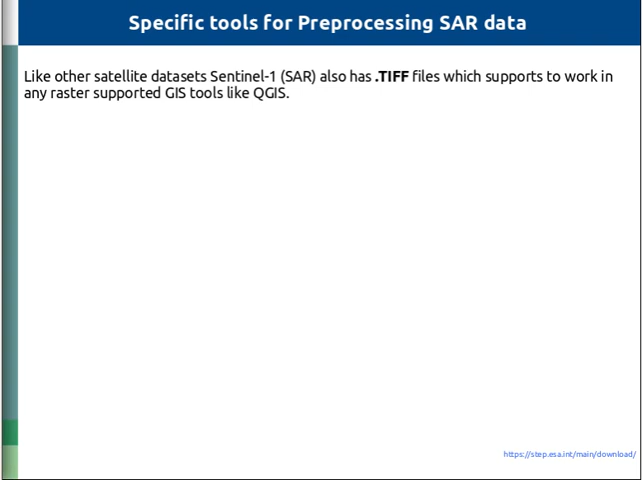 Specific tools for Preprocessing SAR data
Like other satellite datasets Sentinel-1 (SAR) also has .TIFF files which supports to work in
any raster supported GIS tools like QGIS.
https://step.esa.int/main/download/